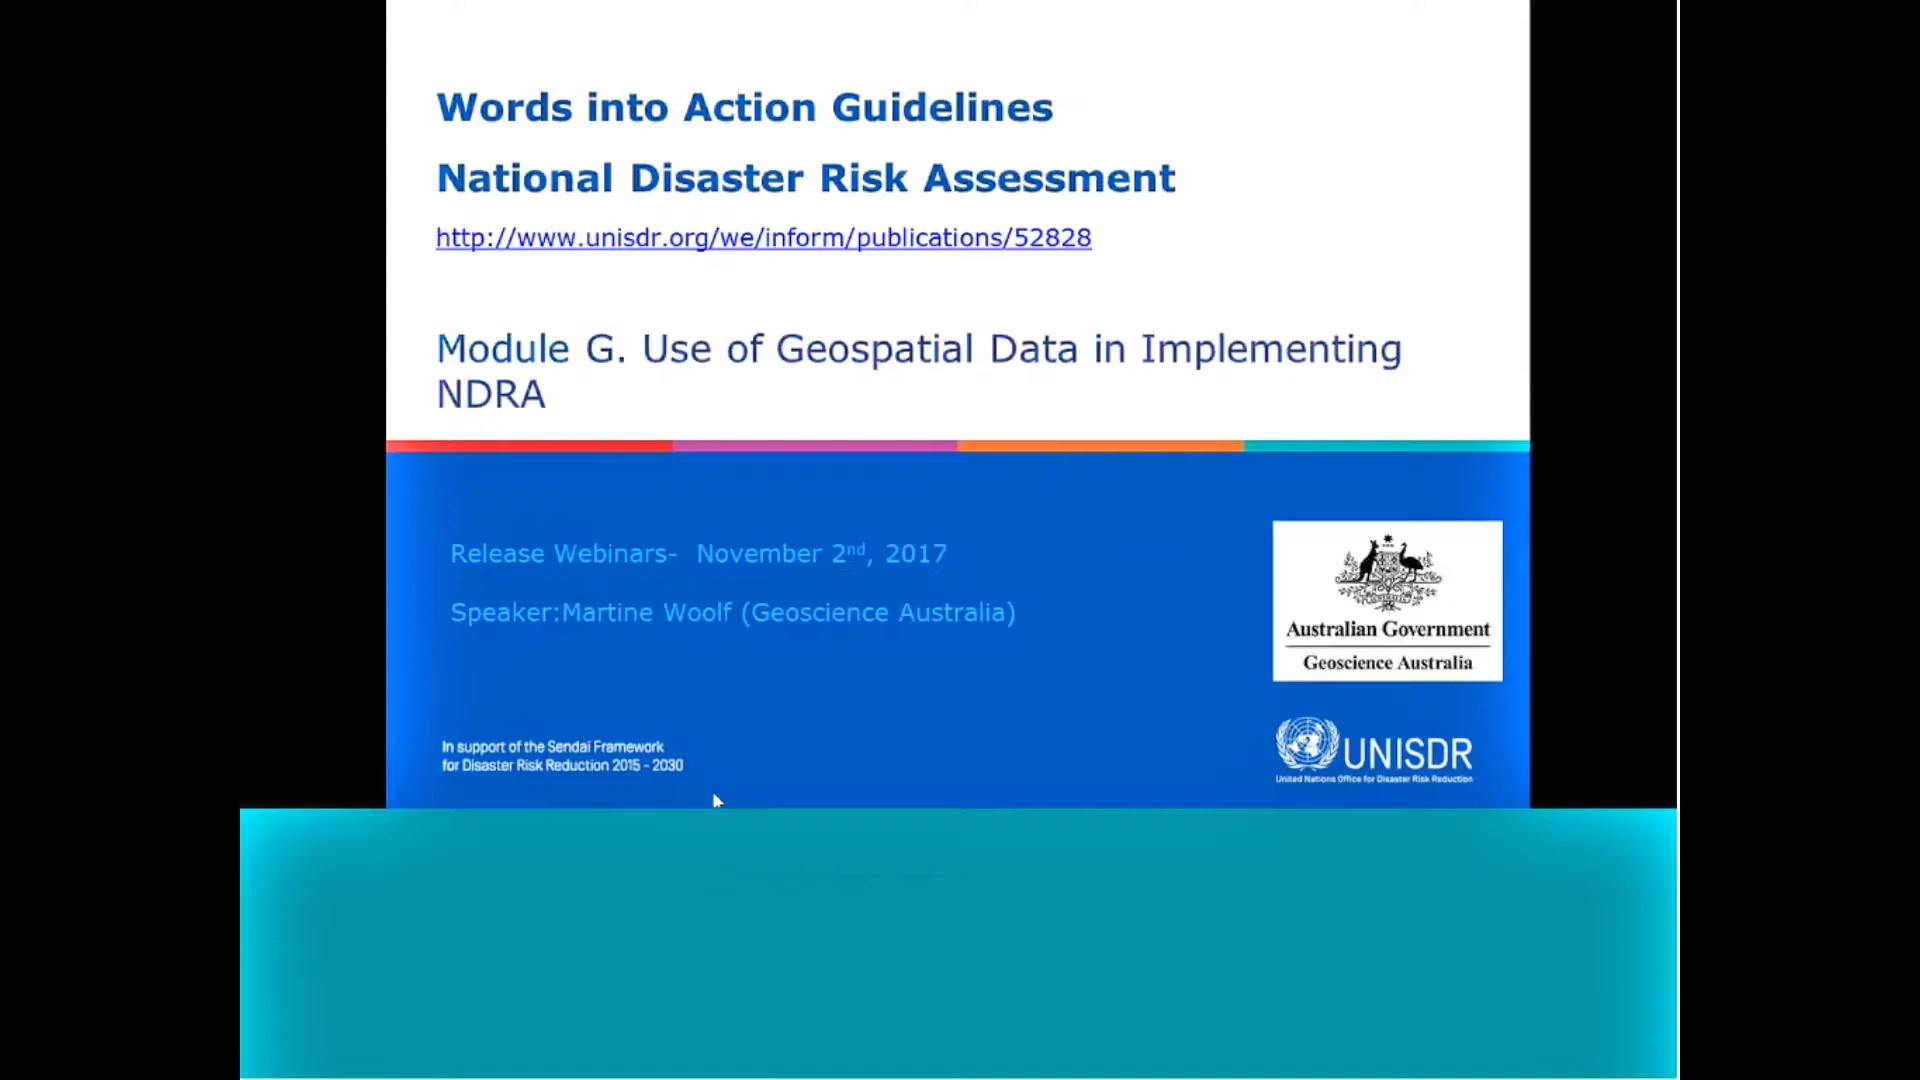 Words into Action Guidelines
National Disaster Risk Assessment
http://www.unisdr.org/we/inform/publications/52828
Module G. Use of Geospatial Data in Implementing
NDRA
Release Webinars-  November 2nd, 2017
Speaker:Martine Woolf (Geoscience Australia)
Australian Government
Geoscience Australia
In support of the Sendai Framework
for Disaster Risk Reduction 2015 - 2030
UNISDR
United Nations Office for Disaster Risk Reduction